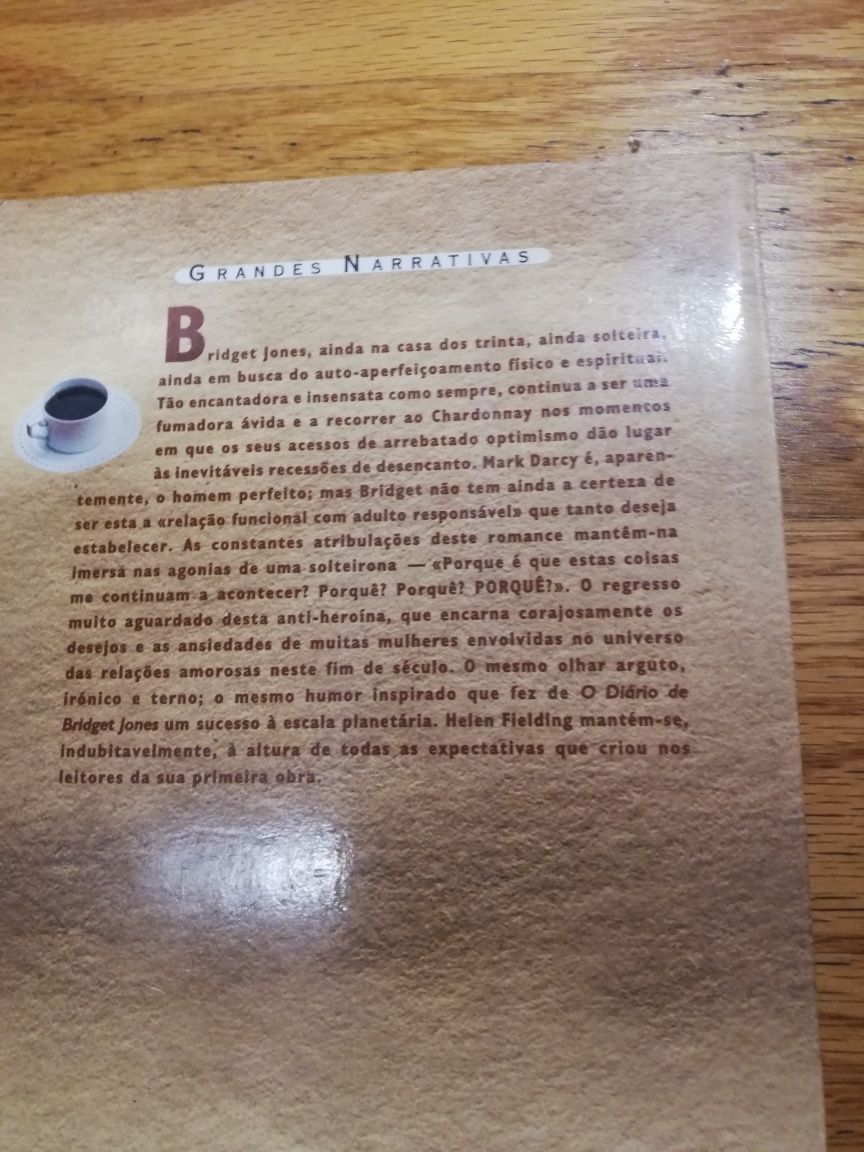 GRANDES NARRATIVAS
Bridget Jones, ainda na casa dos trinta, ainda solteira,
ainda em busca do auto-aperfeiçoamento físico e espiritual.
Tão encantadora e insensata como sempre, continua a ser uma
fumadora ávida e a recorrer ao Chardonnay nos momentos
em que os seus acessos de arrebatado optimismo dão lugar
às inevitáveis recessões de desencanto. Mark Darcy é, aparen-
temente, o homem perfeito; mas Bridget não tem ainda a certeza de
ser esta a «relação funcional com adulto responsável» que tanto deseja
estabelecer. As constantes atribulações deste romance mantêm-na
imersa nas agonias de uma solteirona — «Porque é que estas coisas
me continuam a acontecer? Porquê? Porquê? PORQUÊ?». O regresso
muito aguardado desta anti-heroína, que encarna corajosamente os
desejos e as ansiedades de muitas mulheres envolvidas no universo
das relações amorosas neste fim de século. O mesmo olhar arguto,
irónico e terno; o mesmo humor inspirado que fez de O Diário de
Bridget Jones um sucesso à escala planetária. Helen Fielding mantém-se,
indubitavelmente, à altura de todas as expectativas que criou nos
leitores da sua primeira obra.